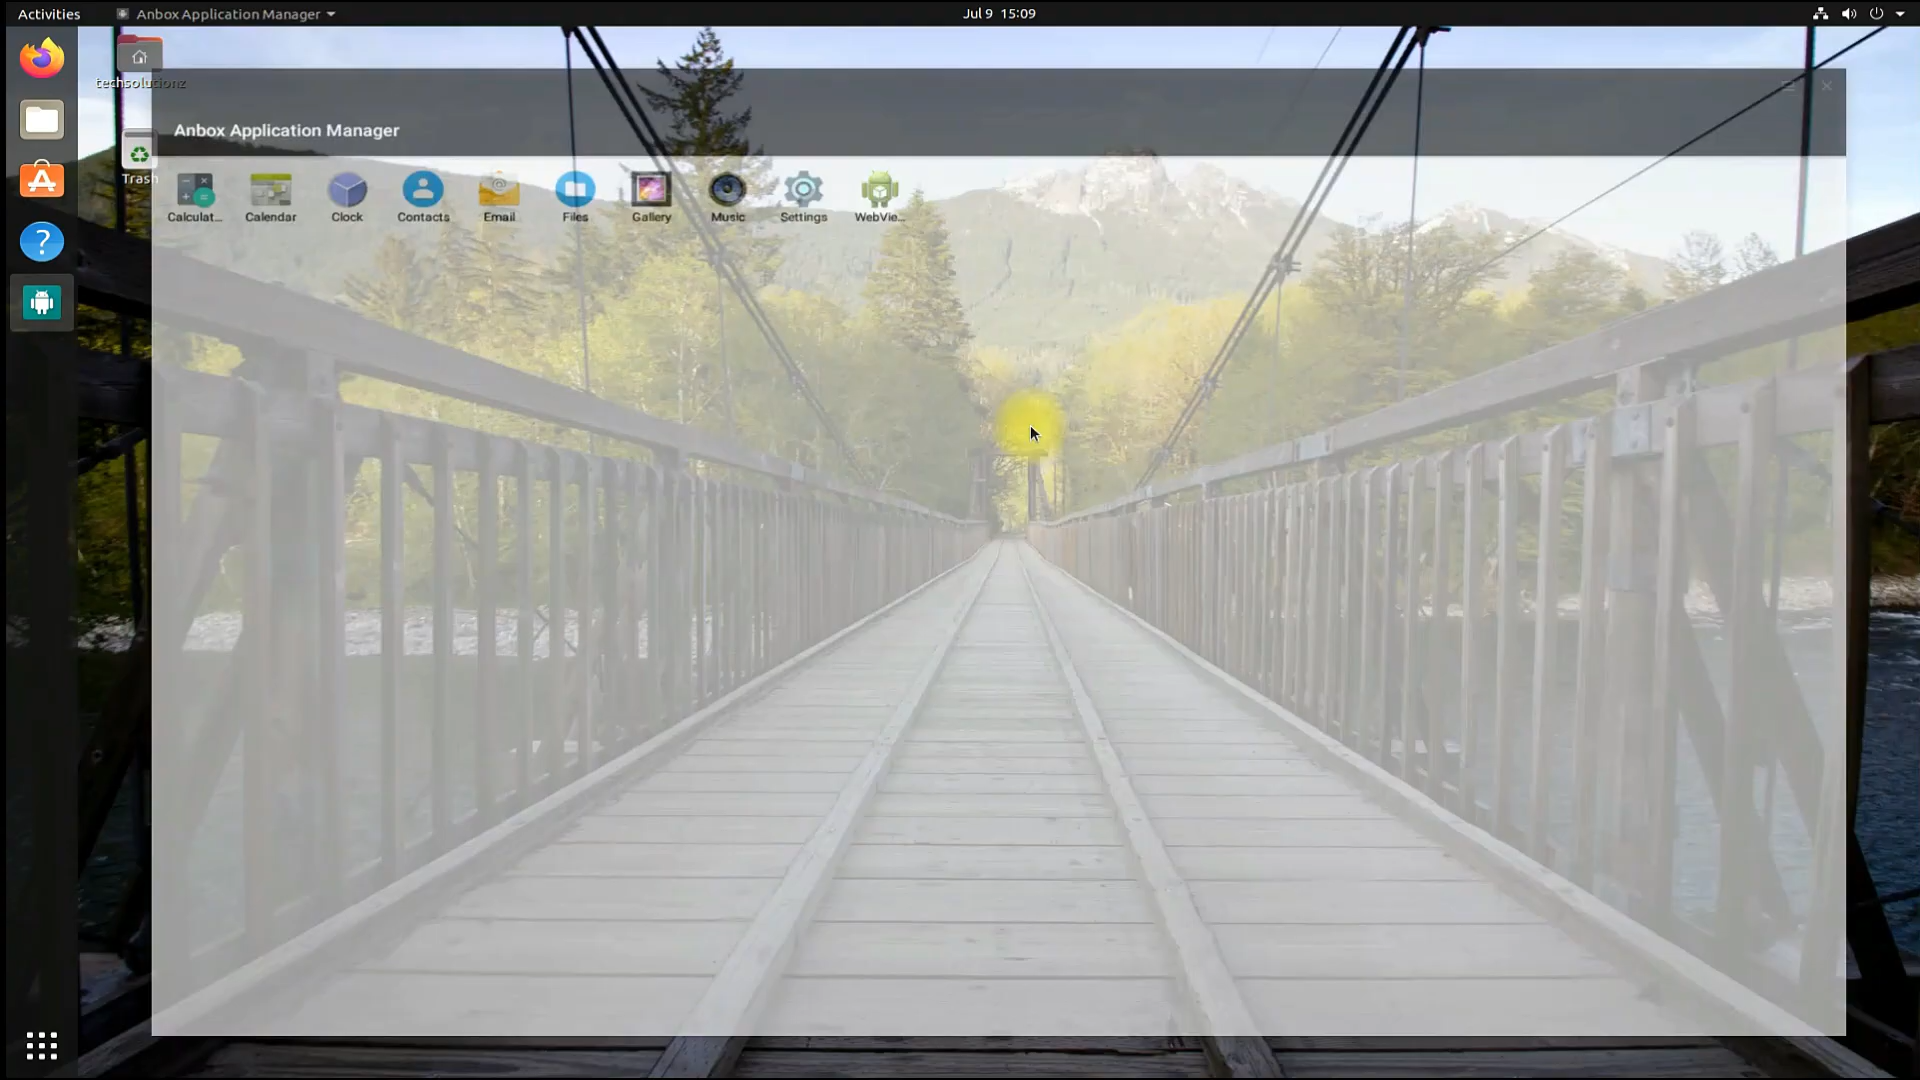 Activities
Anbox Application Manager
Jul 9 15:09
techsolutionz
Anbox Application Manager
Trash
Calculat...
Calendar
Clock
Contacts
Email
Files
Gallery
Music
Settings
WebVie...